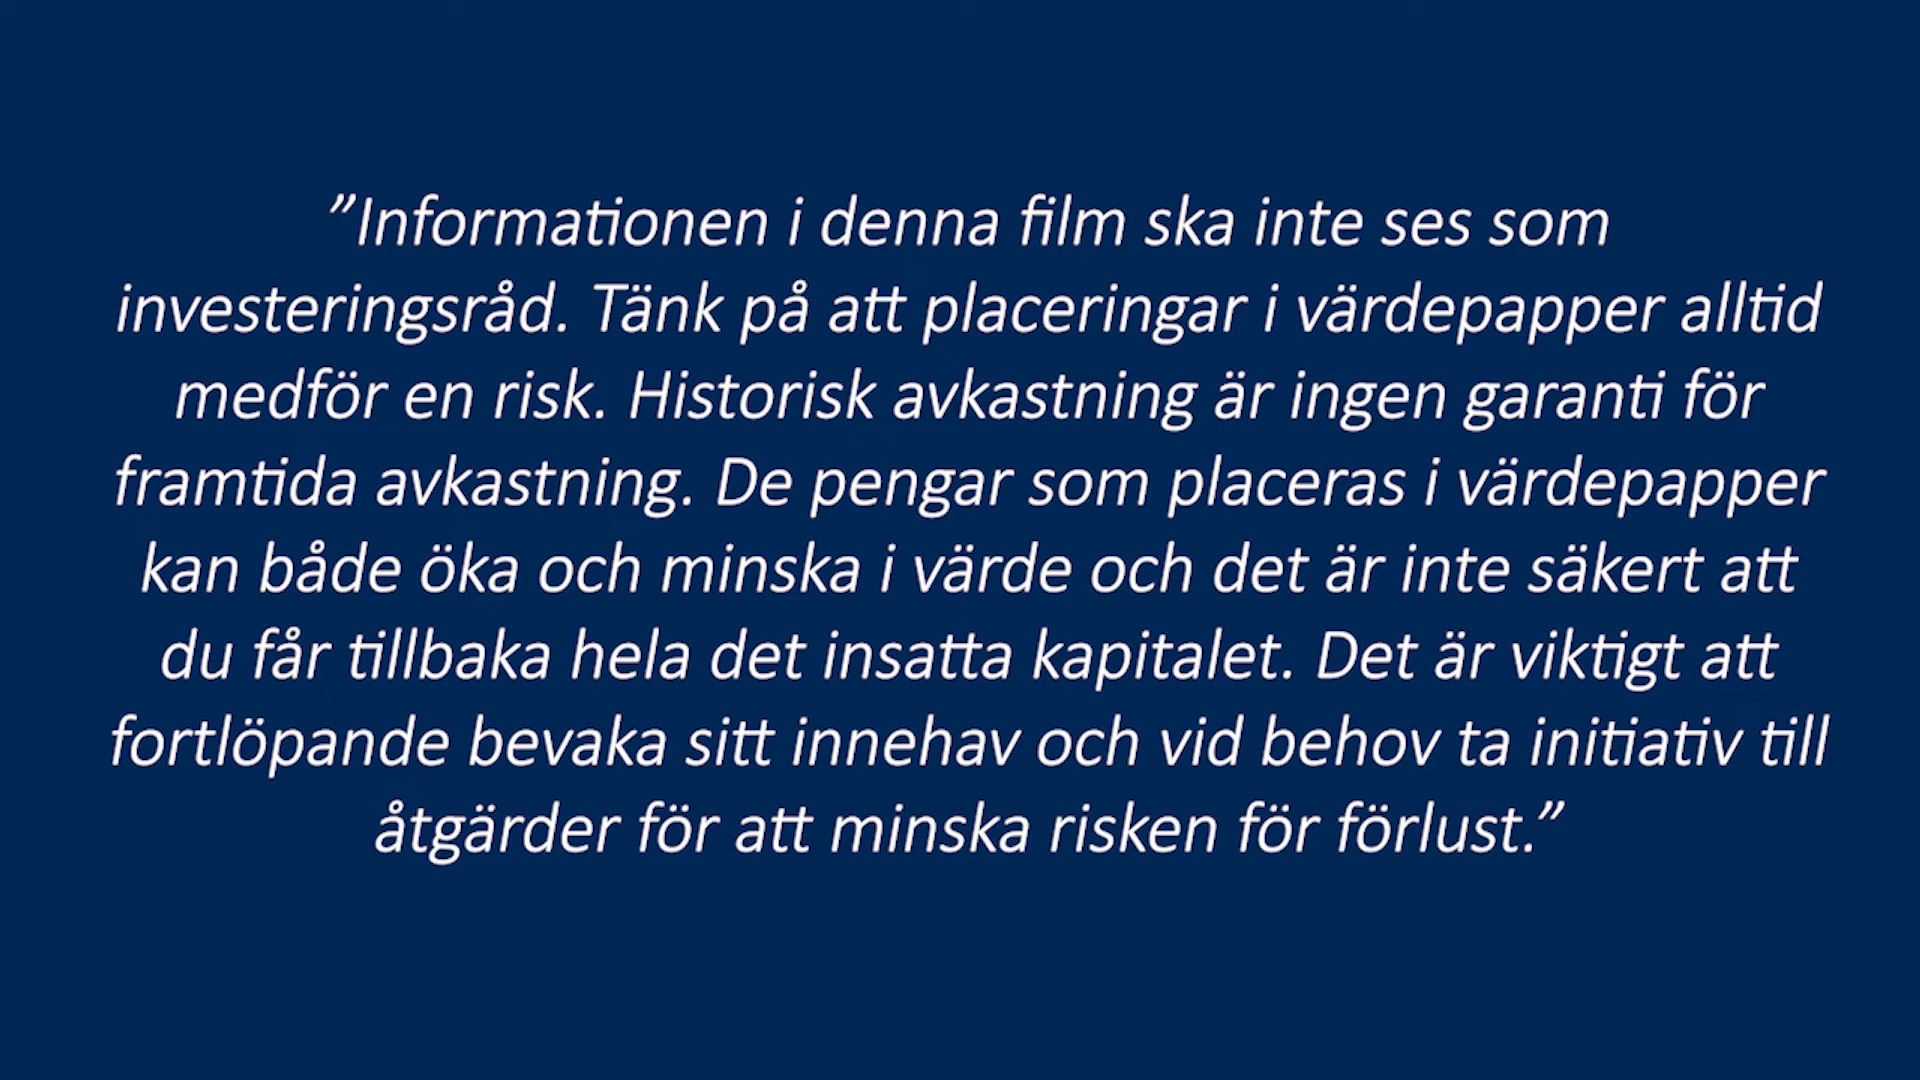 ”Informationen i denna film ska inte ses som
investeringsråd. Tänk på att placeringar i värdepapper alltid
medför en risk. Historisk avkastning är ingen garanti för
framtida avkastning. De pengar som placeras i värdepapper
kan både öka och minska i värde och det är inte säkert att
du får tillbaka hela det insatta kapitalet. Det är viktigt att
fortlöpande bevaka sitt innehav och vid behov ta initiativ till
åtgärder för att minska risken för förlust.”